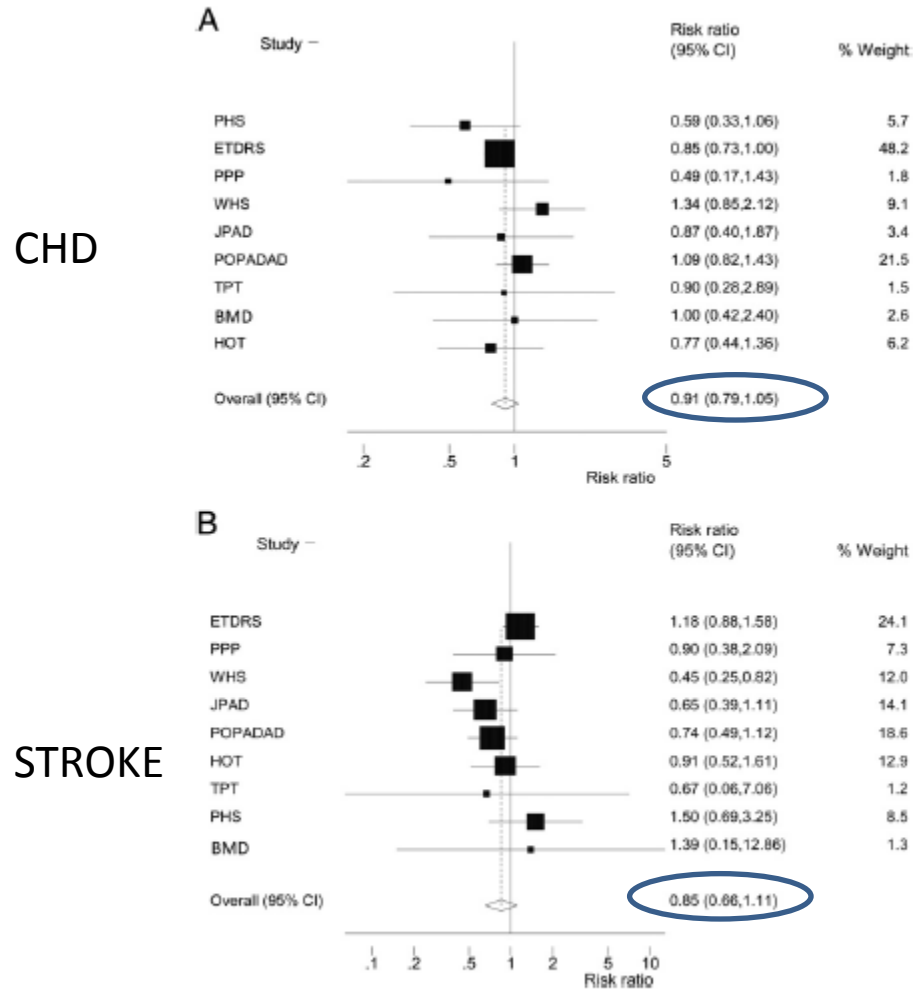 A
Study
Risk ratio
(95% CI)
% Weight
PHS 0.59 (0.33,1.06) 5.7
ETDRS 0.85 (0.73,1.00) 48.2
PPP 0.49 (0.17,1.43) 1.8
WHS 1.34 (0.85,2.12) 9.1
CHD
JPAD 0.87 (0.40,1.87) 3.4
POPADAD 1.09 (0.82,1.43) 21.5
TPT 0.90 (0.28,2.89) 1.5
BMD 1.00 (0.42,2.40) 2.6
HOT 0.77 (0.44,1.36) 6.2
Overall (95% CI) 0.91 (0.79,1.05)
.2 .5 1 5
Risk ratio
B
Study
Risk ratio
(95% CI)
% Weight
ETDRS 1.18 (0.88,1.58) 24.1
PPP 0.90 (0.38,2.09) 7.3
WHS 0.45 (0.25,0.82) 12.0
JPAD 0.65 (0.39,1.11) 14.1
POPADAD 0.74 (0.49,1.12) 18.6
STROKE
HOT 0.91 (0.52,1.61) 12.9
TPT 0.67 (0.06,7.06) 1.2
PHS 1.50 (0.69,3.25) 8.5
BMD 1.39 (0.15,12.86) 1.3
Overall (95% CI) 0.85 (0.66,1.11)
.1 .2 .5 1 2 5 10
Risk ratio